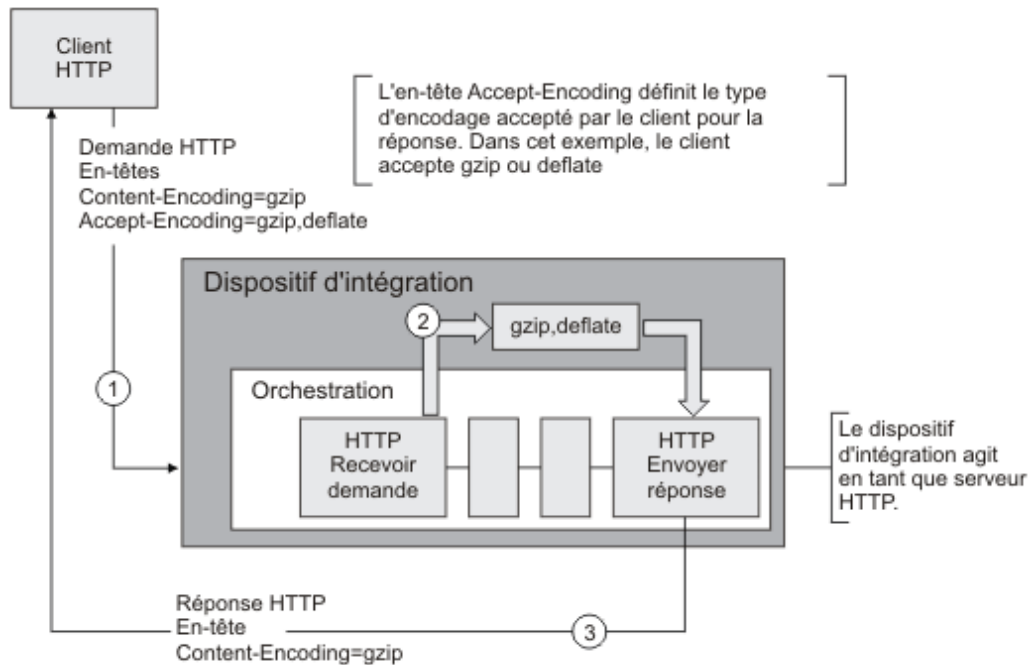 Client
HTTP
L'en-tête Accept-Encoding définit le type
d'encodage accepté par le client pour la
réponse. Dans cet exemple, le client
accepte gzip ou deflate
Demande HTTP
En-têtes
Content-Encoding=gzip
Accept-Encoding=gzip,deflate
Dispositif d'intégration
2
gzip,deflate
1
Orchestration
HTTP
Recevoir
demande
HTTP
Envoyer
réponse
Le dispositif
d'intégration agit
en tant que serveur
HTTP.
Réponse HTTP
En-tête
Content-Encoding=gzip
3